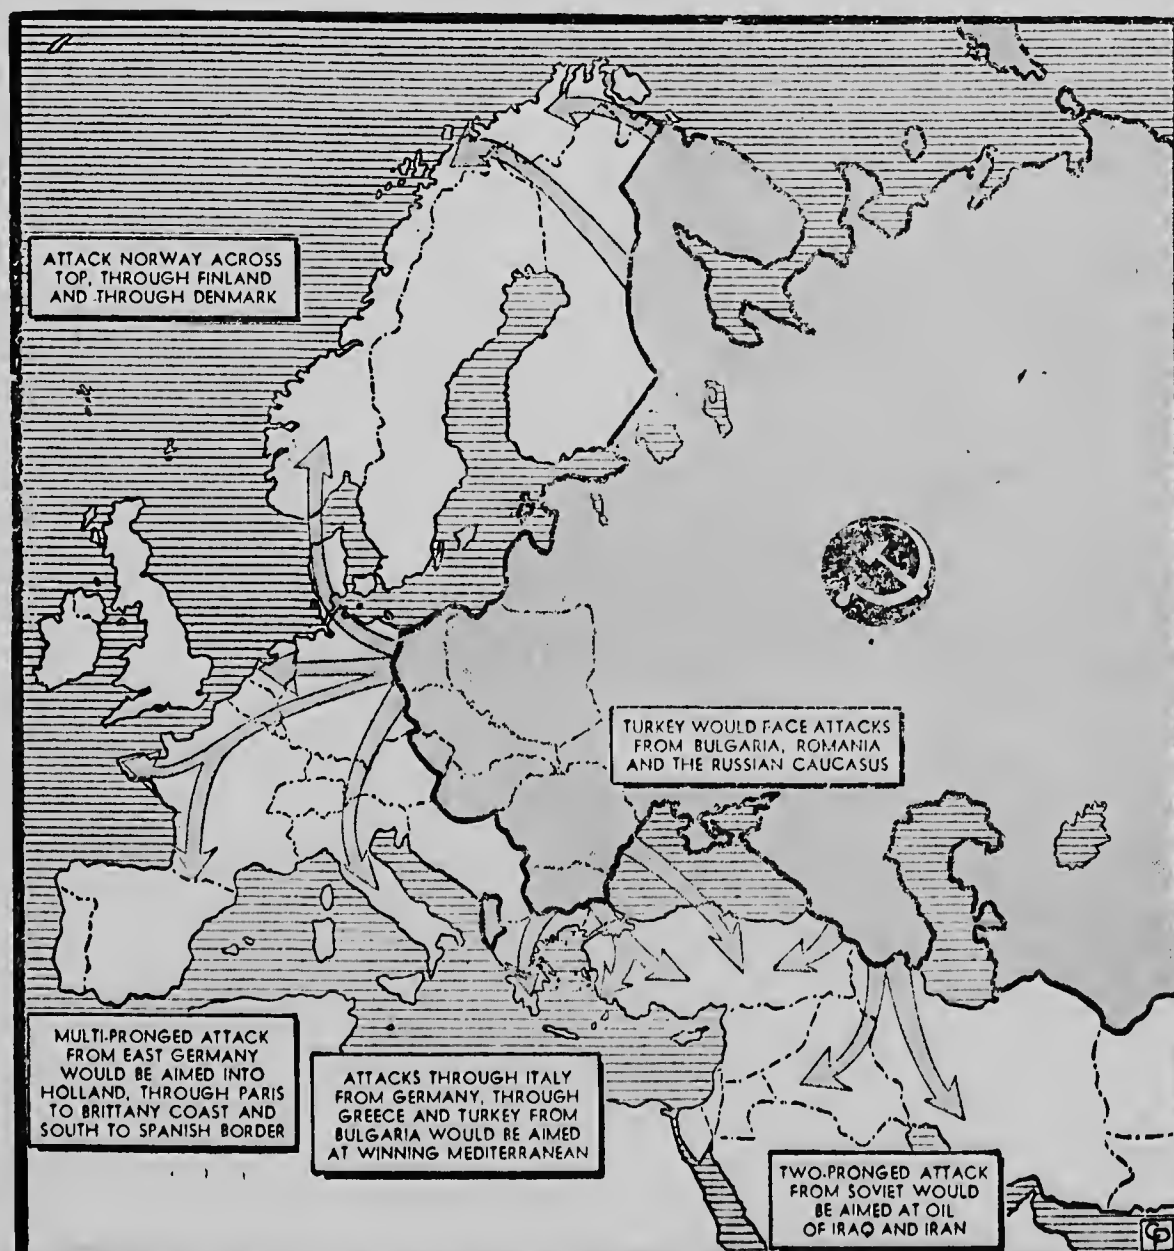 ATTACK NORWAY ACROSS
TOP, THROUGH FINLAND
AND THROUGH DENMARK
TURKEY WOULD FACE ATTACKS
FROM BULGARIA, ROMANIA
AND THE RUSSIAN CAUCASUS
MULTI-PRONGED ATTACK
FROM EAST GERMANY
WOULD BE AIMED INTO
HOLLAND, THROUGH PARIS
TO BRITTANY COAST AND
SOUTH TO SPANISH BORDER
ATTACKS THROUGH ITALY
FROM GERMANY, THROUGH
GREECE AND TURKEY FROM
BULGARIA WOULD BE AIMED
AT WINNING MEDITERRANEAN
TWO-PRONGED ATTACK
FROM SOVIET WOULD
BE AIMED AT OIL
OF IRAQ AND IRAN
CP